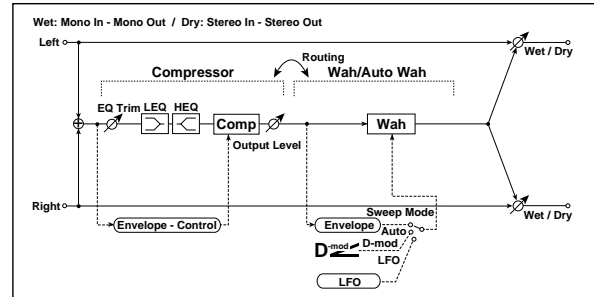 Wet: Mono In - Mono Out / Dry: Stereo In - Stereo Out
Left
Wet / Dry
Routing
Compressor
Wah/Auto Wah
EQ Trim
LEQ
HEQ
Comp
Output Level
Wah
Right
Wet / Dry
Envelope - Control
Envelope
Sweep Mode
Auto
D-mod
D-mod
LFO
LFO